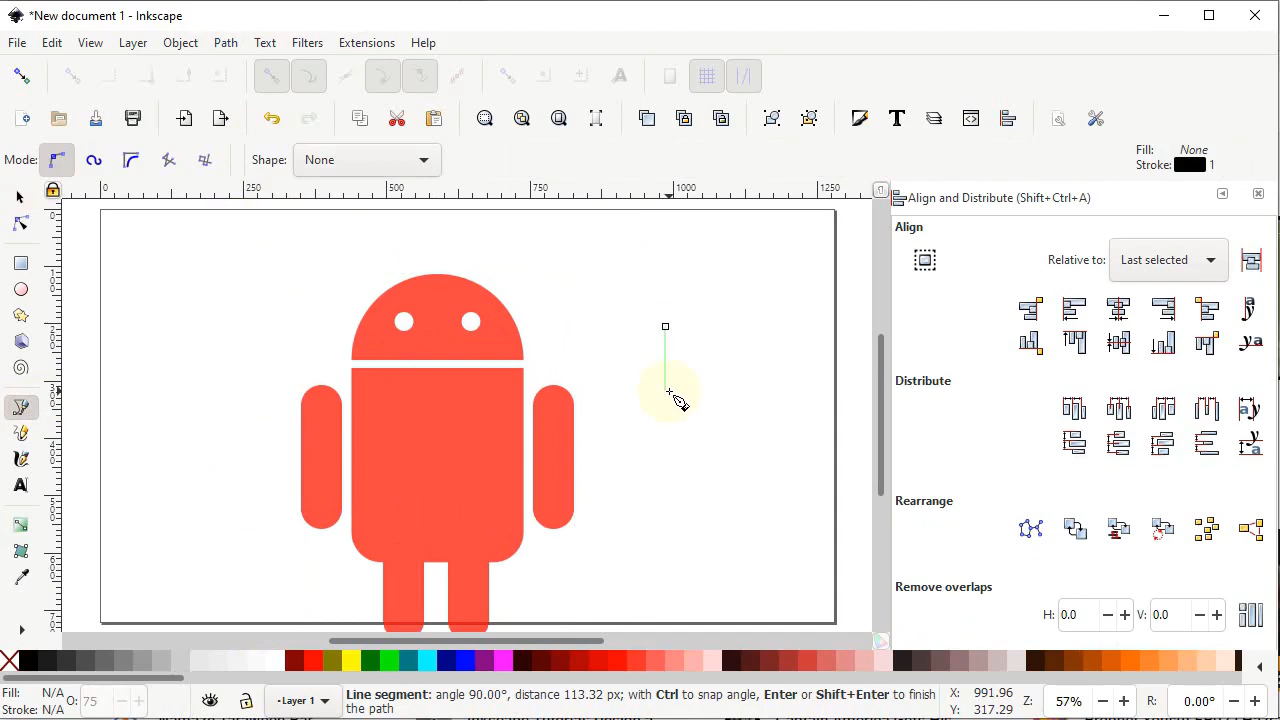 *New document 1 - Inkscape
File Edit View Layer Object Path Text Filters Extensions Help
Mode: Shape: None
Fill: None
Stroke: 1
0 250 500 750 1000 1250
Align and Distribute (Shift+Ctrl+A)
Align
Relative to: Last selected
Distribute
Rearrange
Remove overlaps
H: 0.0 V: 0.0
Fill: N/A
Stroke: N/A
O: 75
Layer 1
Line segment: angle 90.00°, distance 113.32 px; with Ctrl to snap angle, Enter or Shift+Enter to finish
the path
X: 991.96
Y: 317.29
Z: 57%
R: 0.00°